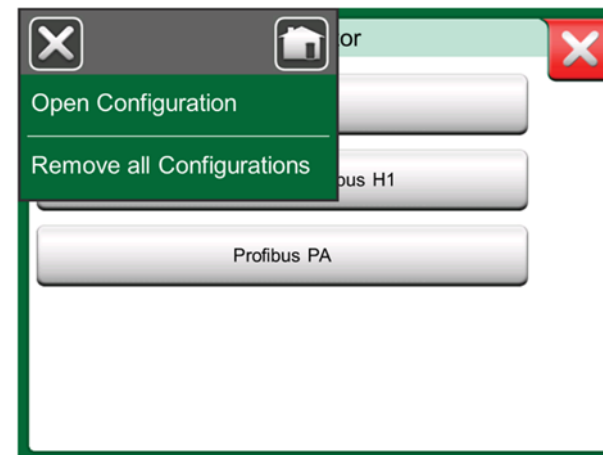 or
Open Configuration
Remove all Configurations
bus H1
Profibus PA